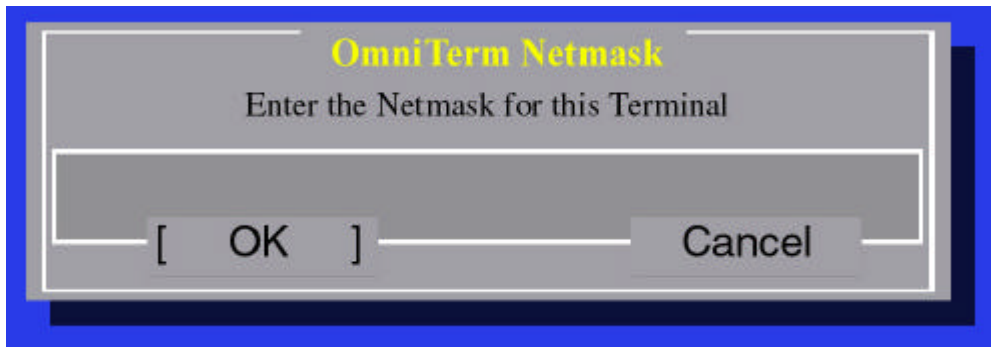 OmniTerm Netmask
Enter the Netmask for this Terminal
[ OK ] Cancel